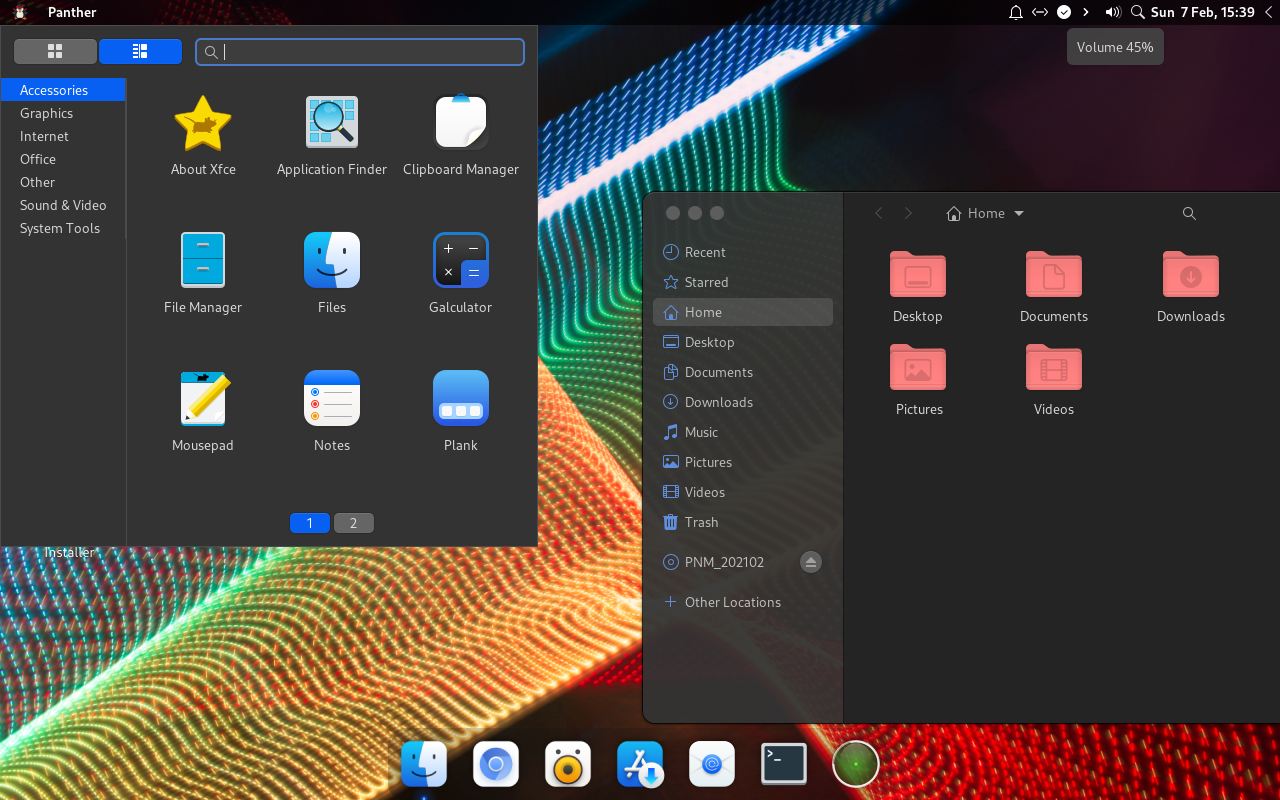 Panther
Sun 7 Feb, 15:39
Volume 45%
Accessories
Graphics
Internet
Office
Other
Sound & Video
System Tools
About Xfce
Application Finder
Clipboard Manager
File Manager
Files
Galculator
Mousepad
Notes
Plank
1
2
Installer
Home
Recent
Starred
Home
Desktop
Documents
Downloads
Music
Pictures
Videos
Trash
PNM_202102
Other Locations
Desktop
Documents
Downloads
Pictures
Videos
>_